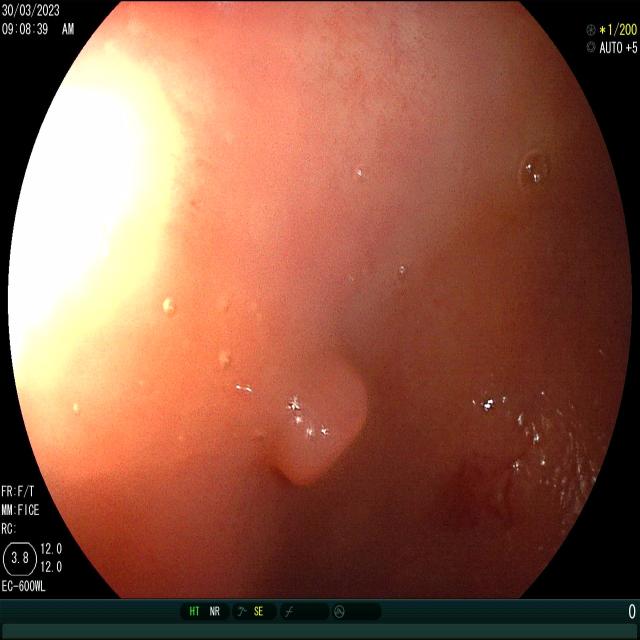 30/03/2023
09:08:39 AM
*1/200
AUTO +5
FR:F/T
MM:FICE
RC:
3.8 12.0
12.0
EC-600WL
HT NR SE
0